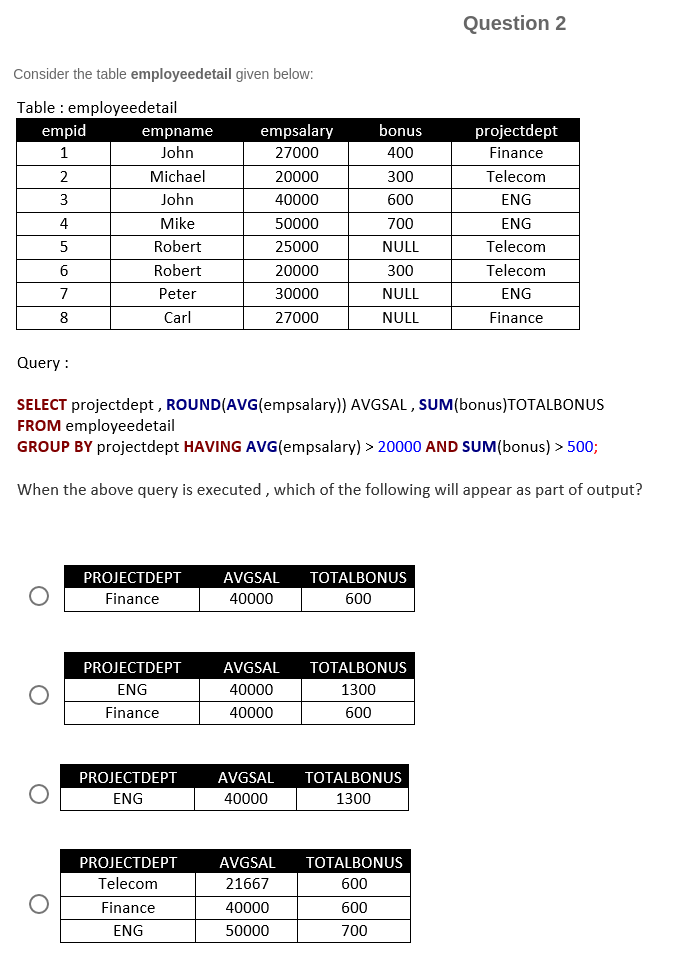 Question 2
Consider the table employeedetail given below:
Table : employeedetail
empid empname empsalary bonus projectdept
1 John 27000 400 Finance
2 Michael 20000 300 Telecom
3 John 40000 600 ENG
4 Mike 50000 700 ENG
5 Robert 25000 NULL Telecom
6 Robert 20000 300 Telecom
7 Peter 30000 NULL ENG
8 Carl 27000 NULL Finance
Query :
SELECT projectdept , ROUND(AVG(empsalary)) AVGSAL , SUM(bonus)TOTALBONUS
FROM employeedetail
GROUP BY projectdept HAVING AVG(empsalary) > 20000 AND SUM(bonus) > 500;
When the above query is executed , which of the following will appear as part of output?
PROJECTDEPT AVGSAL TOTALBONUS
Finance 40000 600
PROJECTDEPT AVGSAL TOTALBONUS
ENG 40000 1300
Finance 40000 600
PROJECTDEPT AVGSAL TOTALBONUS
ENG 40000 1300
PROJECTDEPT AVGSAL TOTALBONUS
Telecom 21667 600
Finance 40000 600
ENG 50000 700